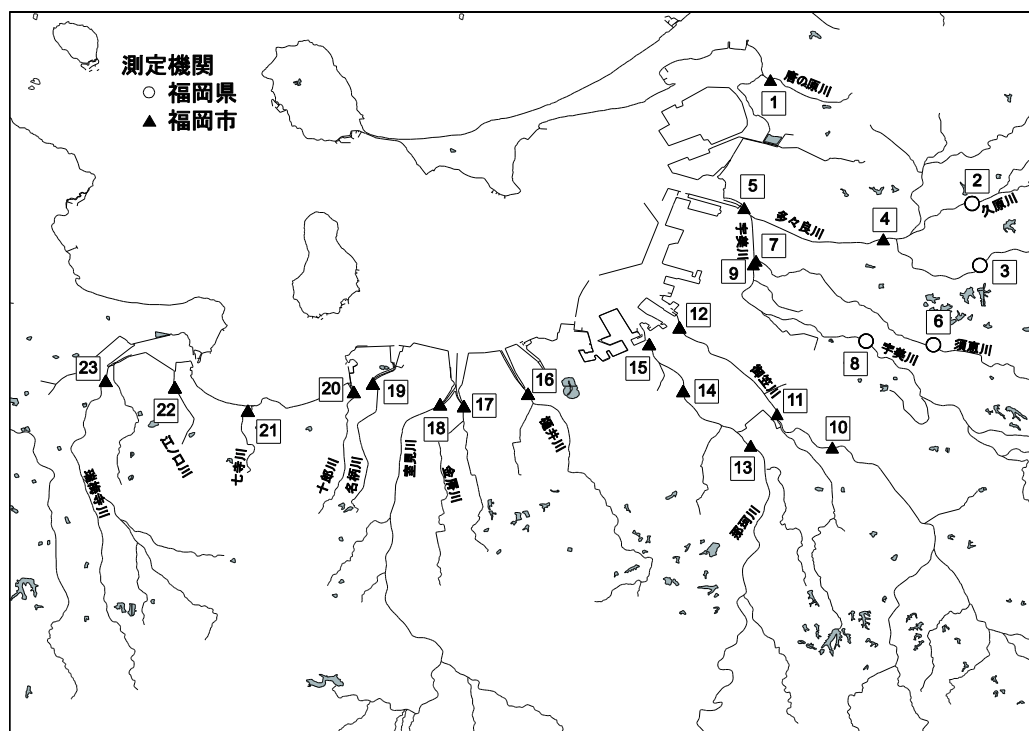 測定機関
○ 福岡県
▲ 福岡市
唐の原川
1
2
久原川
5
多々良川
4
宇美川
7
9
3
6
須恵川
12
宇美川
8
15
御笠川
14
11
10
13
那珂川
16
樋井川
17
金屑川
18
室見川
19
名柄川
20
十郎川
21
七寺川
22
江ノ口川
23
瑞梅寺川